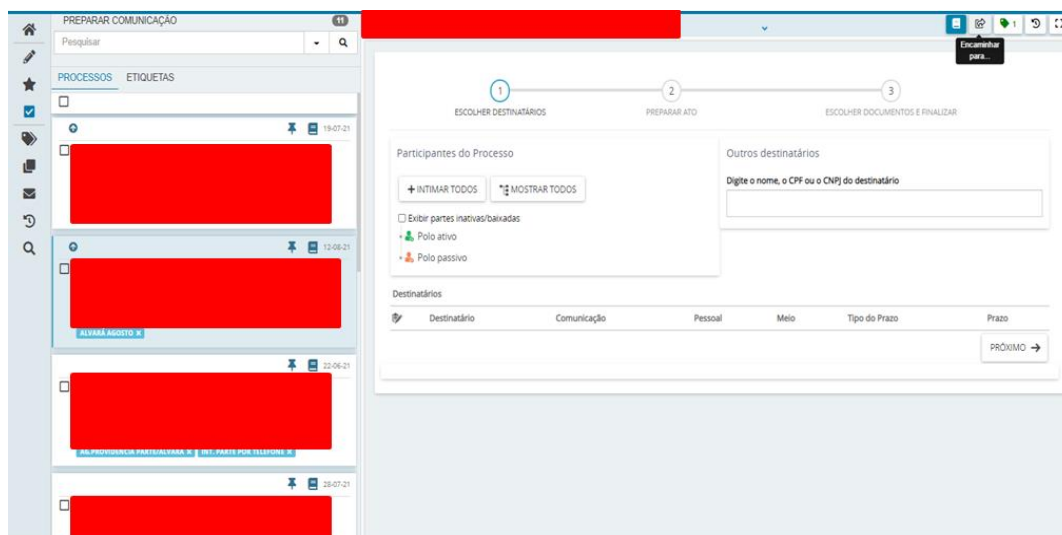 PREPARAR COMUNICAÇÃO 11
Pesquisar
PROCESSOS ETIQUETAS
19-07-21
12-08-21
ALVARÁ AGOSTO x
22-06-21
AG.PROVIDENCIA PARTE/ALVARA x INT. PARTE POR TELEFONE x
28-07-21
1
Encaminhar
para...
1 2 3
ESCOLHER DESTINATÁRIOS PREPARAR ATO ESCOLHER DOCUMENTOS E FINALIZAR
Participantes do Processo
+ INTIMAR TODOS MOSTRAR TODOS
Exibir partes inativas/baixadas
Polo ativo
Polo passivo
Outros destinatários
Digite o nome, o CPF ou o CNPJ do destinatário
Destinatários
Destinatário Comunicação Pessoal Meio Tipo do Prazo Prazo
PRÓXIMO →